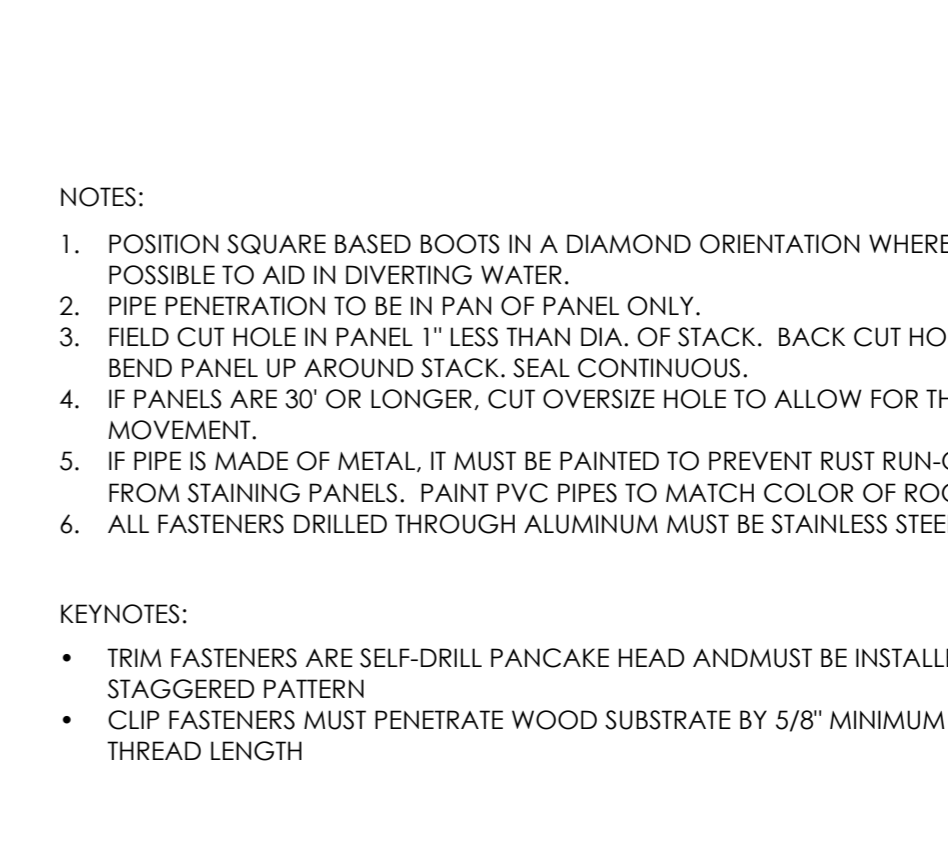 NOTES:
1. POSITION SQUARE BASED BOOTS IN A DIAMOND ORIENTATION WHERE
POSSIBLE TO AID IN DIVERTING WATER.
2. PIPE PENETRATION TO BE IN PAN OF PANEL ONLY.
3. FIELD CUT HOLE IN PANEL 1" LESS THAN DIA. OF STACK.  BACK CUT
BEND PANEL UP AROUND STACK. SEAL CONTINUOUS.
4. IF PANELS ARE 30' OR LONGER, CUT OVERSIZE HOLE TO ALLOW FOR
MOVEMENT.
5. IF PIPE IS MADE OF METAL, IT MUST BE PAINTED TO PREVENT RUST
FROM STAINING PANELS.  PAINT PVC PIPES TO MATCH COLOR OF
6. ALL FASTENERS DRILLED THROUGH ALUMINUM MUST BE STAINLESS
KEYNOTES:
• TRIM FASTENERS ARE SELF-DRILL PANCAKE HEAD ANDMUST BE
STAGGERED PATTERN
• CLIP FASTENERS MUST PENETRATE WOOD SUBSTRATE BY 5/8" MINIMUM
THREAD LENGTH